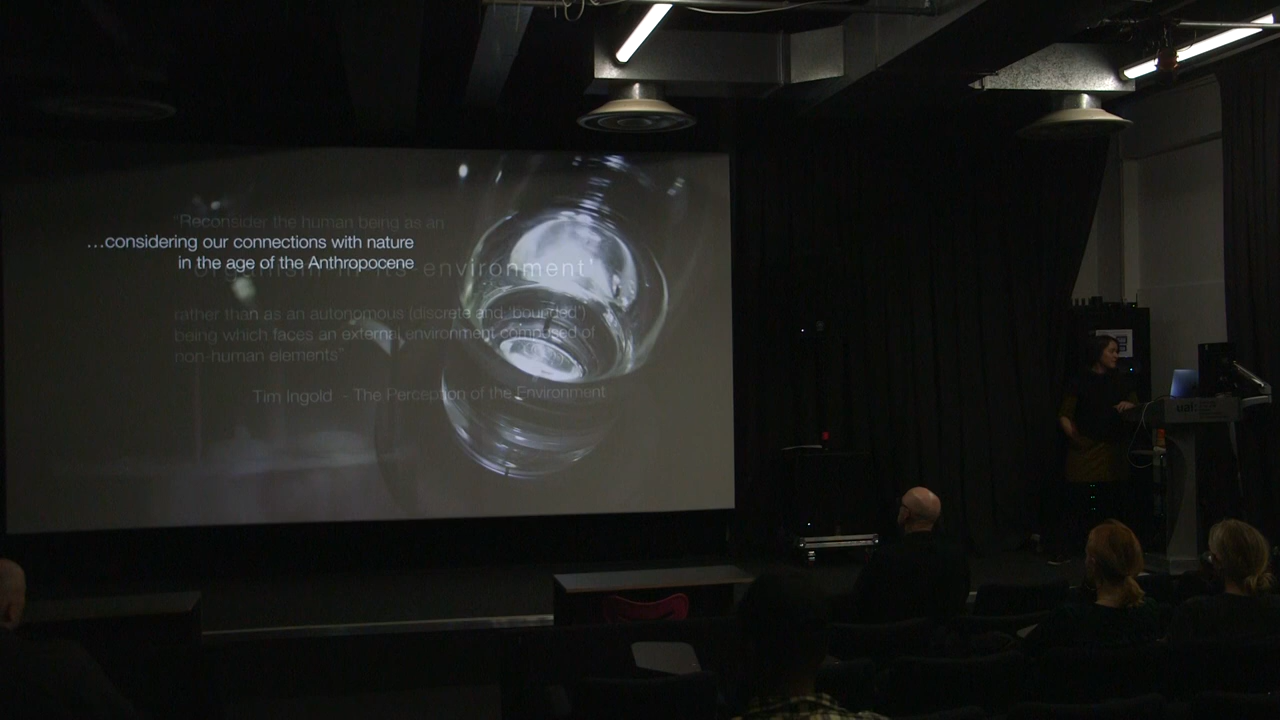 "Reconsider the human being as an
…considering our connections with nature
in the age of the Anthropocene
environment'
rather than as an autonomous (discrete and 'bounded')
being which faces an external environment composed of
non-human elements"
Tim Ingold - The Perception of the Environment
ual: